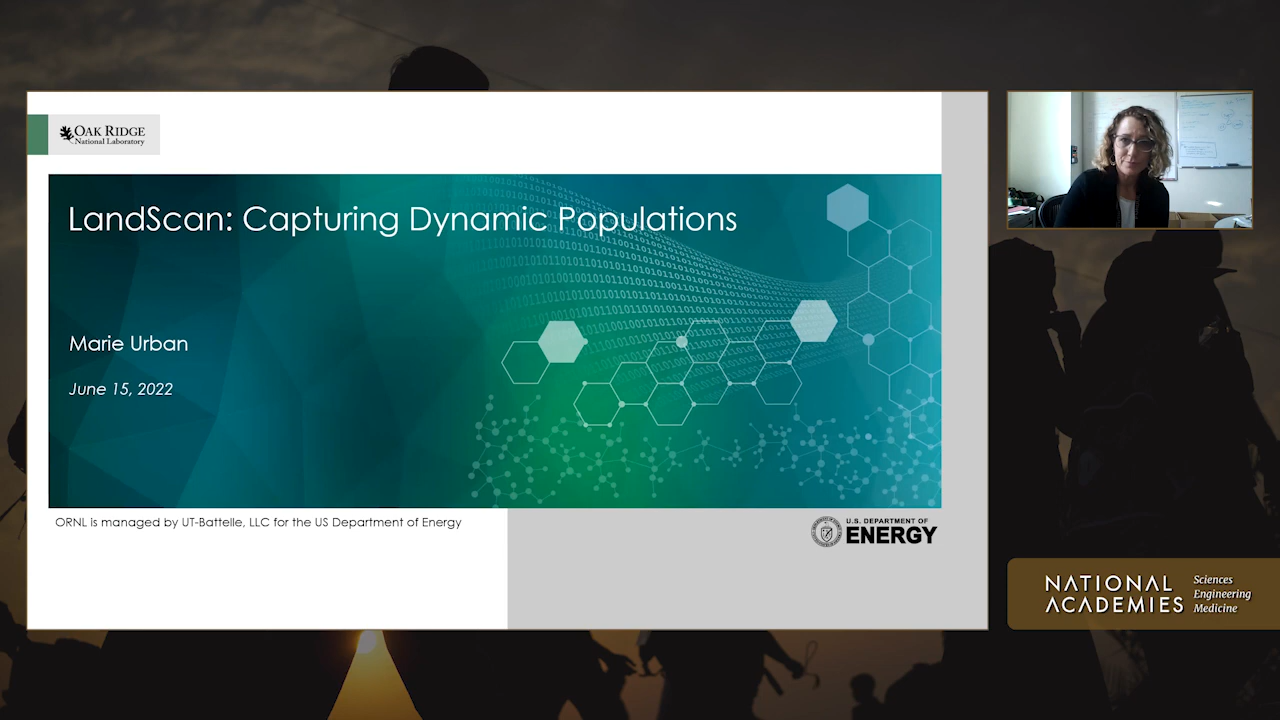 OAK RIDGE
National Laboratory
LandScan: Capturing Dynamic Populations
Marie Urban
June 15, 2022
ORNL is managed by UT-Battelle, LLC for the US Department of Energy
U.S. DEPARTMENT OF
ENERGY
NATIONAL
ACADEMIES
Sciences
Engineering
Medicine